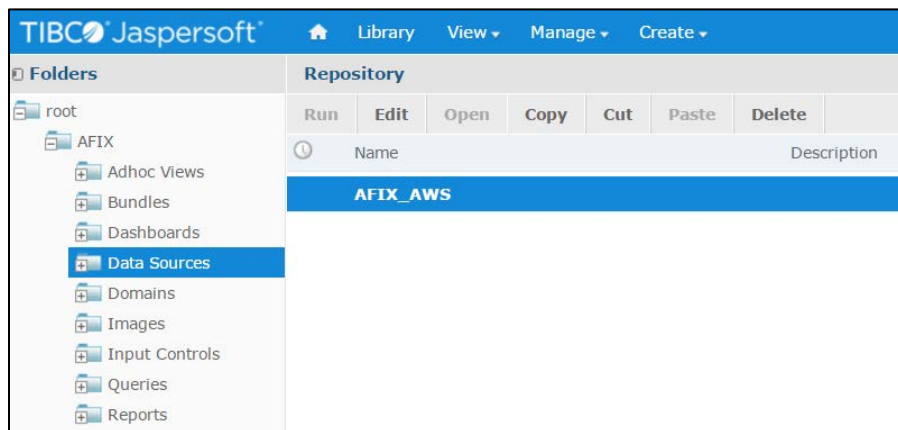 TIBCO Jaspersoft Library View Manage Create
Folders
root
AFIX
Adhoc Views
Bundles
Dashboards
Data Sources
Domains
Images
Input Controls
Queries
Reports
Repository
Run Edit Open Copy Cut Paste Delete
Name Description
AFIX_AWS